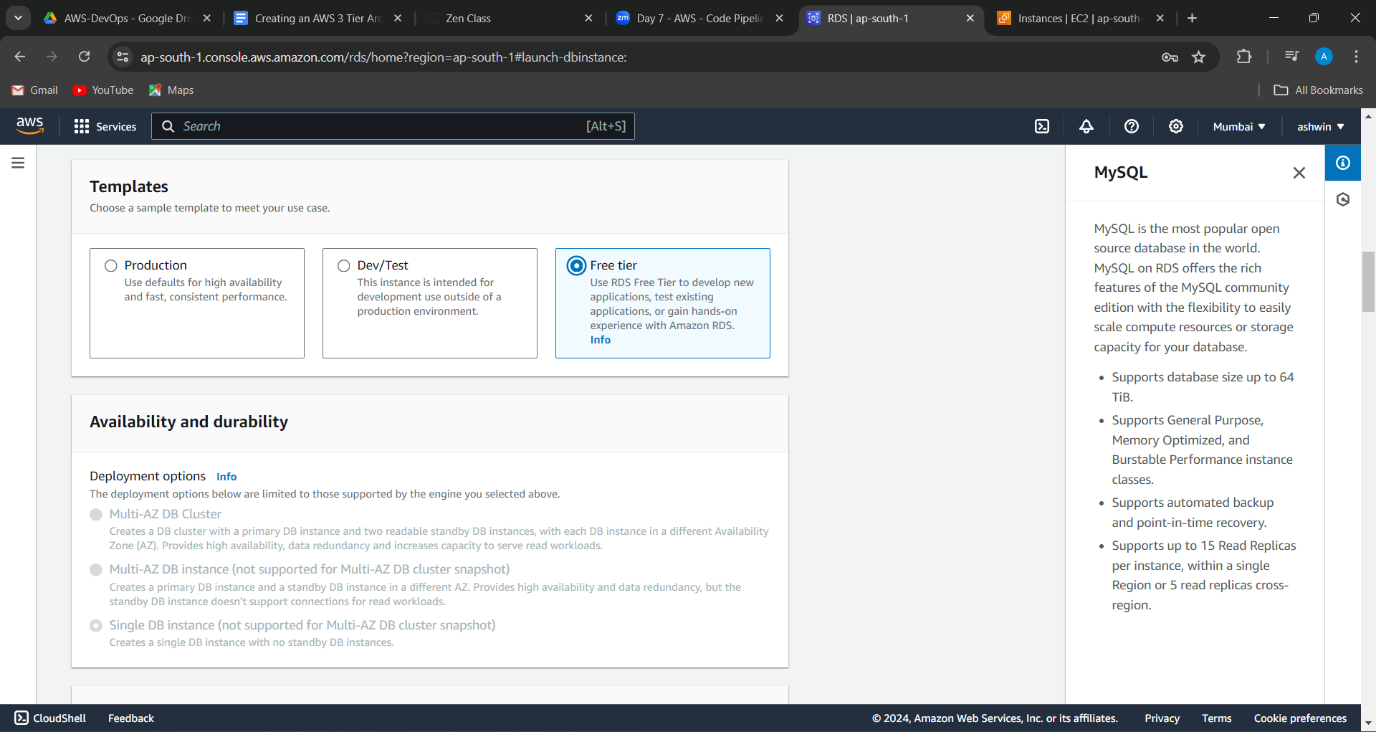 AWS-DevOps - Google Dri
Creating an AWS 3 Tier Arc
Zen Class
zm
Day 7 - AWS - Code Pipelin
RDS | ap-south-1
Instances | EC2 | ap-south-
ap-south-1.console.aws.amazon.com/rds/home?region=ap-south-1#launch-dbinstance:
A
Gmail
YouTube
Maps
All Bookmarks
aws
Services
Search
[Alt+S]
Mumbai
ashwin
Templates
Choose a sample template to meet your use case.
Production
Use defaults for high availability
and fast, consistent performance.
Dev/Test
This instance is intended for
development use outside of a
production environment.
Free tier
Use RDS Free Tier to develop new
applications, test existing
applications, or gain hands-on
experience with Amazon RDS.
Info
Availability and durability
Deployment options Info
The deployment options below are limited to those supported by the engine you selected above.
Multi-AZ DB Cluster
Creates a DB cluster with a primary DB instance and two readable standby DB instances, with each DB instance in a different Availability
Zone (AZ). Provides high availability, data redundancy and increases capacity to serve read workloads.
Multi-AZ DB instance (not supported for Multi-AZ DB cluster snapshot)
Creates a primary DB instance and a standby DB instance in a different AZ. Provides high availability and data redundancy, but the
standby DB instance doesn't support connections for read workloads.
Single DB instance (not supported for Multi-AZ DB cluster snapshot)
Creates a single DB instance with no standby DB instances.
MySQL
MySQL is the most popular open
source database in the world.
MySQL on RDS offers the rich
features of the MySQL community
edition with the flexibility to easily
scale compute resources or storage
capacity for your database.
• Supports database size up to 64
TiB.
• Supports General Purpose,
Memory Optimized, and
Burstable Performance instance
classes.
• Supports automated backup
and point-in-time recovery.
• Supports up to 15 Read Replicas
per instance, within a single
Region or 5 read replicas cross-
region.
CloudShell
Feedback
© 2024, Amazon Web Services, Inc. or its affiliates.
Privacy
Terms
Cookie preferences